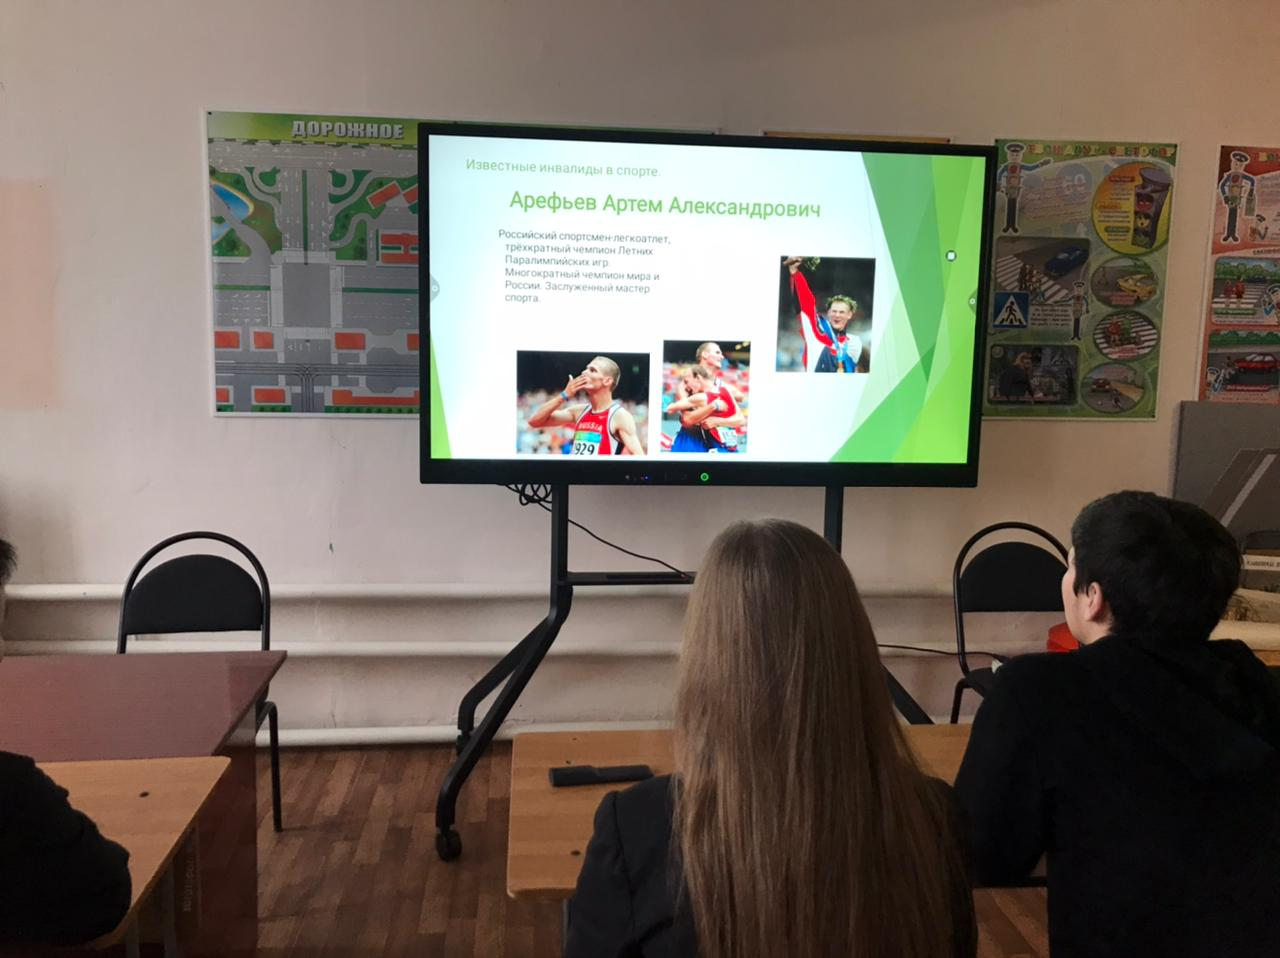 ДОРОЖНОЕ
Известные инвалиды в спорте.
Арефьев Артем Александрович
Российский спортсмен-легкоатлет,
трёхкратный чемпион Летних
Паралимпийских игр.
Многократный чемпион мира и
России. Заслуженный мастер
спорта.
RUSSIA
929